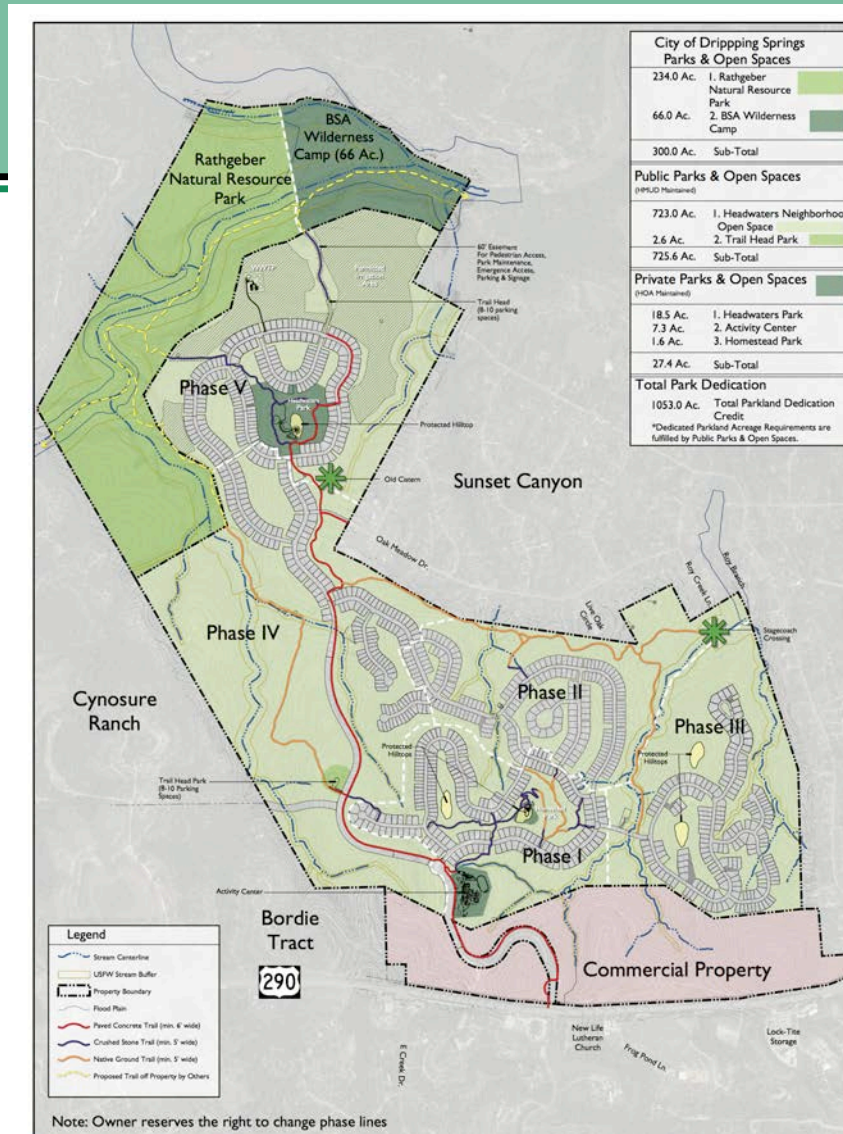 City of Drippping Springs
Parks & Open Spaces
234.0 Ac. 1. Rathgeber
Natural Resource
Park
66.0 Ac. 2. BSA Wilderness
Camp
300.0 Ac. Sub-Total
Public Parks & Open Spaces
(HMUD Maintained)
723.0 Ac. 1. Headwaters Neighborhoo
Open Space
2.6 Ac. 2. Trail Head Park
725.6 Ac. Sub-Total
Private Parks & Open Spaces
(HOA Maintained)
18.5 Ac. 1. Headwaters Park
7.3 Ac. 2. Activity Center
1.6 Ac. 3. Homestead Park
27.4 Ac. Sub-Total
Total Park Dedication
1053.0 Ac. Total Parkland Dedication
Credit
*Dedicated Parkland Acreage Requirements are
fulfilled by Public Parks & Open Spaces.
BSA
Wilderness
Camp (66 Ac.)
Rathgeber
Natural Resource
Park
60' Easement
For Pedestrian Access,
Park Maintenance,
Emergence Access,
Parking & Signage
Trail Head
(8-10 parking
spaces)
Phase V
Headwaters
Park
Protected Hilltop
Old Cistern
Sunset Canyon
Oak Meadow Dr.
Live Oak
Circle
Roy Creek Ln.
Roy Branch
Stagecoach
Crossing
Phase IV
Phase II
Phase III
Cynosure
Ranch
Protected
Hilltops
Protected
Hilltops
Trail Head Park
(8-10 Parking
Spaces)
Phase I
Activity Center
Bordie
Tract
290
Commercial Property
New Life
Lutheran
Church
Frog Pond Ln.
Lock-Tite
Storage
E Creek Dr.
Legend
Stream Centerline
USFW Stream Buffer
Property Boundary
Flood Plain
Paved Concrete Trail (min. 6' wide)
Crushed Stone Trail (min. 5' wide)
Native Ground Trail (min. 5' wide)
Proposed Trail off Property by Others
Note: Owner reserves the right to change phase lines